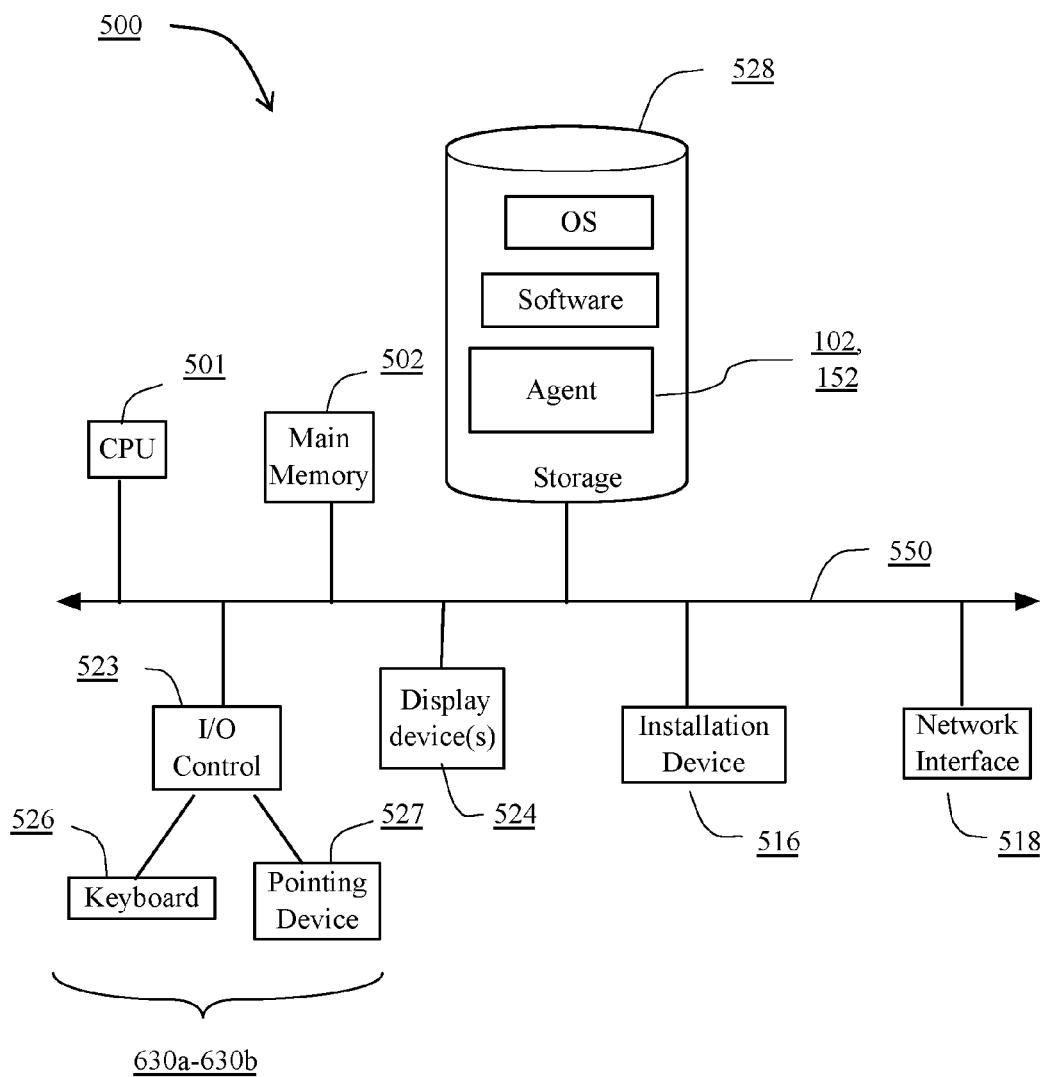 500
528
OS
Software
Agent
Storage
102,
152
501
CPU
502
Main
Memory
550
523
I/O
Control
Display
device(s)
524
Installation
Device
516
Network
Interface
518
526
Keyboard
527
Pointing
Device
630a-630b